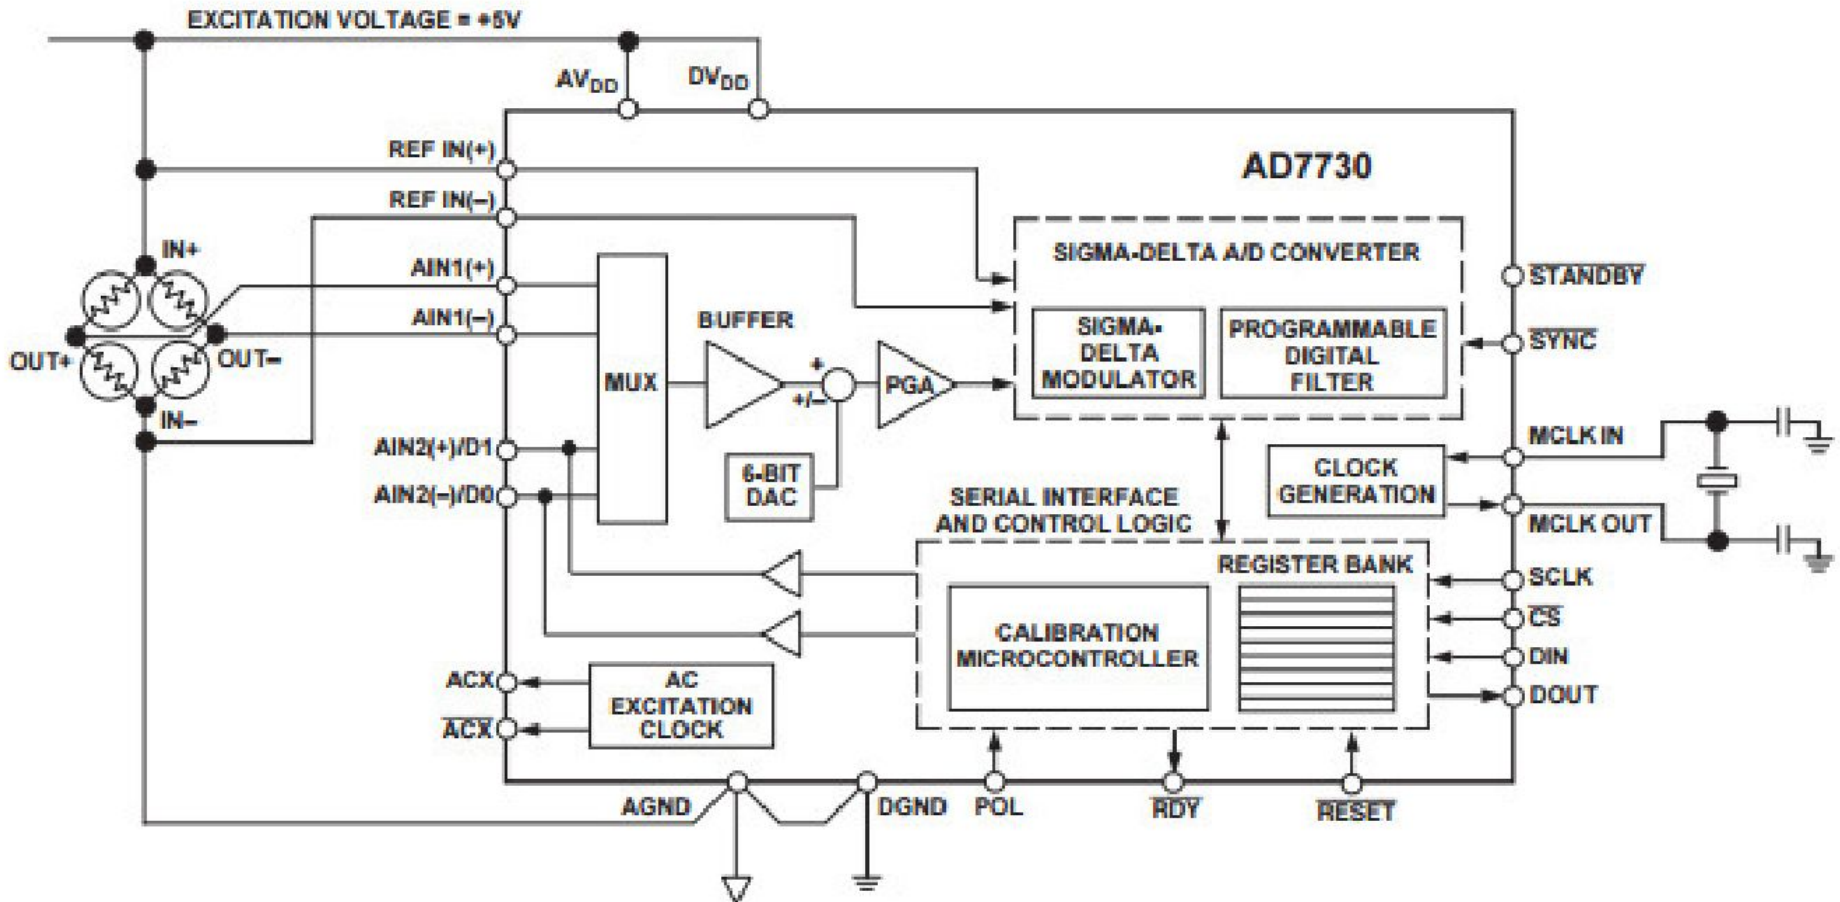 EXCITATION VOLTAGE = +5V
AVDD
DVDD
REF IN(+)
AD7730
REF IN(–)
IN+
SIGMA-DELTA A/D CONVERTER
AIN1(+)
STANDBY
AIN1(–)
BUFFER
SIGMA-
DELTA
MODULATOR
PROGRAMMABLE
DIGITAL
FILTER
SYNC
OUT+
OUT–
MUX
+
+/–
PGA
IN–
AIN2(+)/D1
MCLK IN
6-BIT
DAC
CLOCK
GENERATION
AIN2(–)/D0
SERIAL INTERFACE
AND CONTROL LOGIC
MCLK OUT
REGISTER BANK
SCLK
CS
CALIBRATION
MICROCONTROLLER
DIN
ACX
AC
EXCITATION
CLOCK
DOUT
ACX
AGND
DGND
POL
RDY
RESET